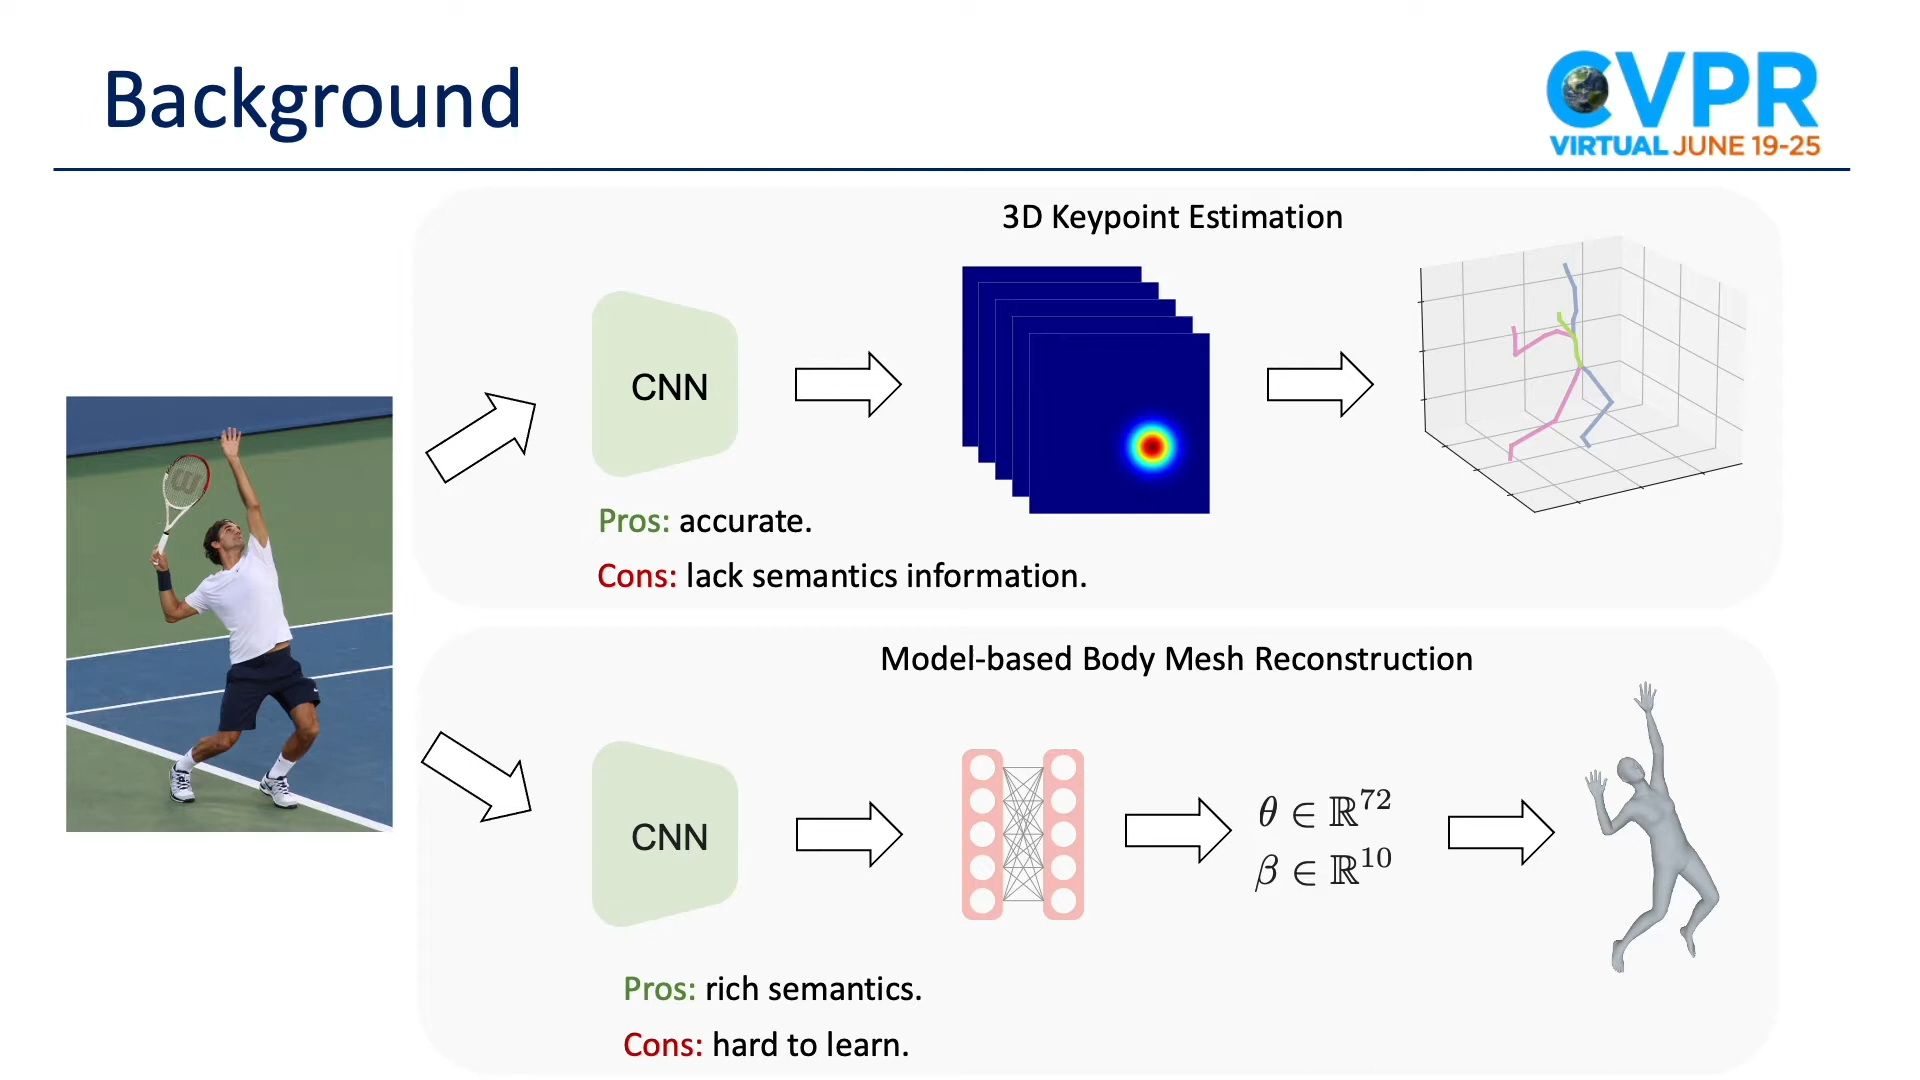 Background
CVPR
VIRTUAL JUNE 19-25
3D Keypoint Estimation
CNN
Pros: accurate.
Cons: lack semantics information.
Model-based Body Mesh Reconstruction
CNN
θ ∈ ℝ⁷²
β ∈ ℝ¹⁰
Pros: rich semantics.
Cons: hard to learn.